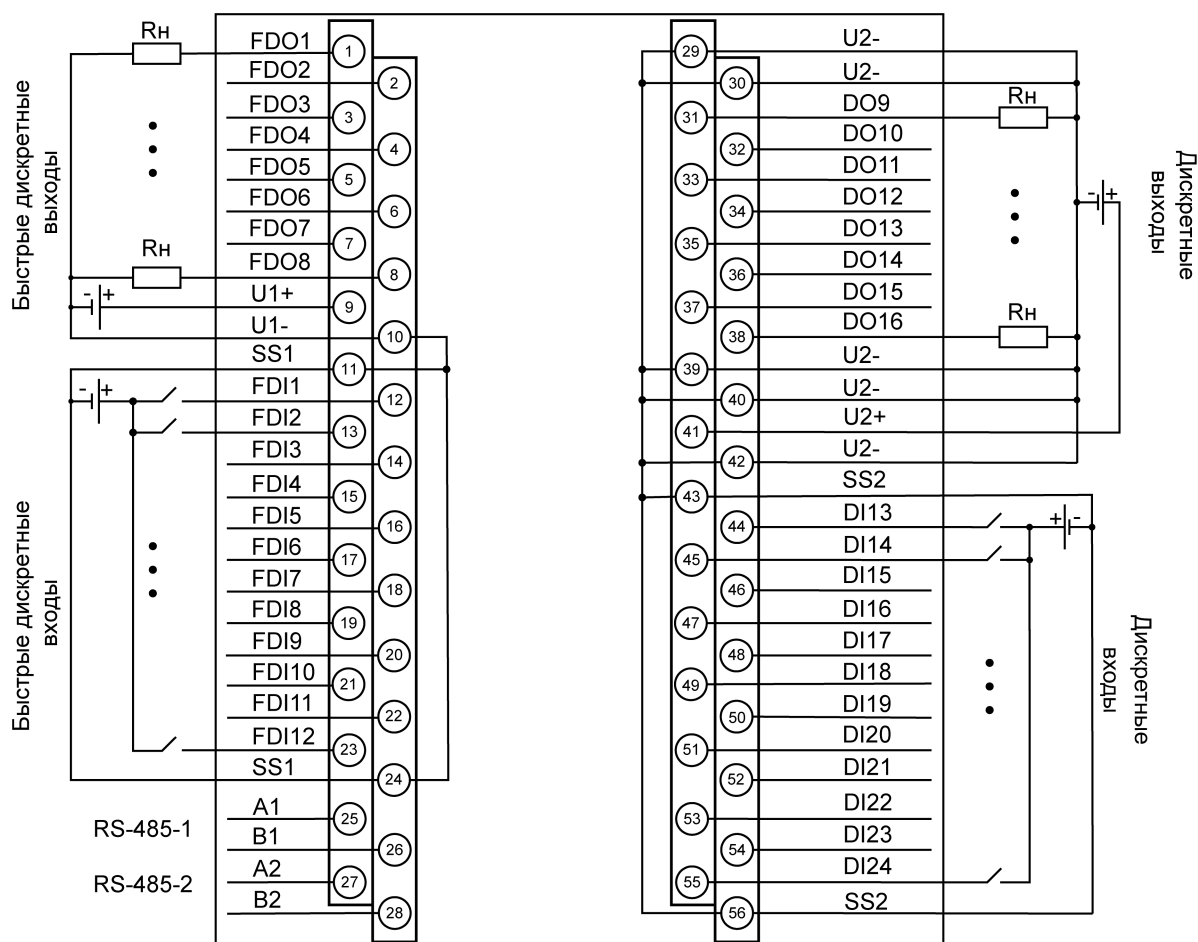 Быстрые дискретные
выходы
Rн
FDO1
1
FDO2
2
FDO3
3
FDO4
4
FDO5
5
FDO6
6
FDO7
7
Rн
FDO8
8
- +
U1+
9
U1-
10
SS1
11
Быстрые дискретные
входы
- +
FDI1
12
FDI2
13
FDI3
14
FDI4
15
FDI5
16
FDI6
17
FDI7
18
FDI8
19
FDI9
20
FDI10
21
FDI11
22
FDI12
23
SS1
24
RS-485-1
A1
25
B1
26
RS-485-2
A2
27
B2
28
29
U2-
30
U2-
31
DO9
Rн
32
DO10
33
DO11
34
DO12
35
DO13
36
DO14
37
DO15
38
DO16
Rн
- +
Дискретные
выходы
39
U2-
40
U2-
41
U2+
42
U2-
43
SS2
44
DI13
+ -
45
DI14
46
DI15
47
DI16
48
DI17
49
DI18
50
DI19
51
DI20
52
DI21
53
DI22
54
DI23
55
DI24
56
SS2
Дискретные
входы